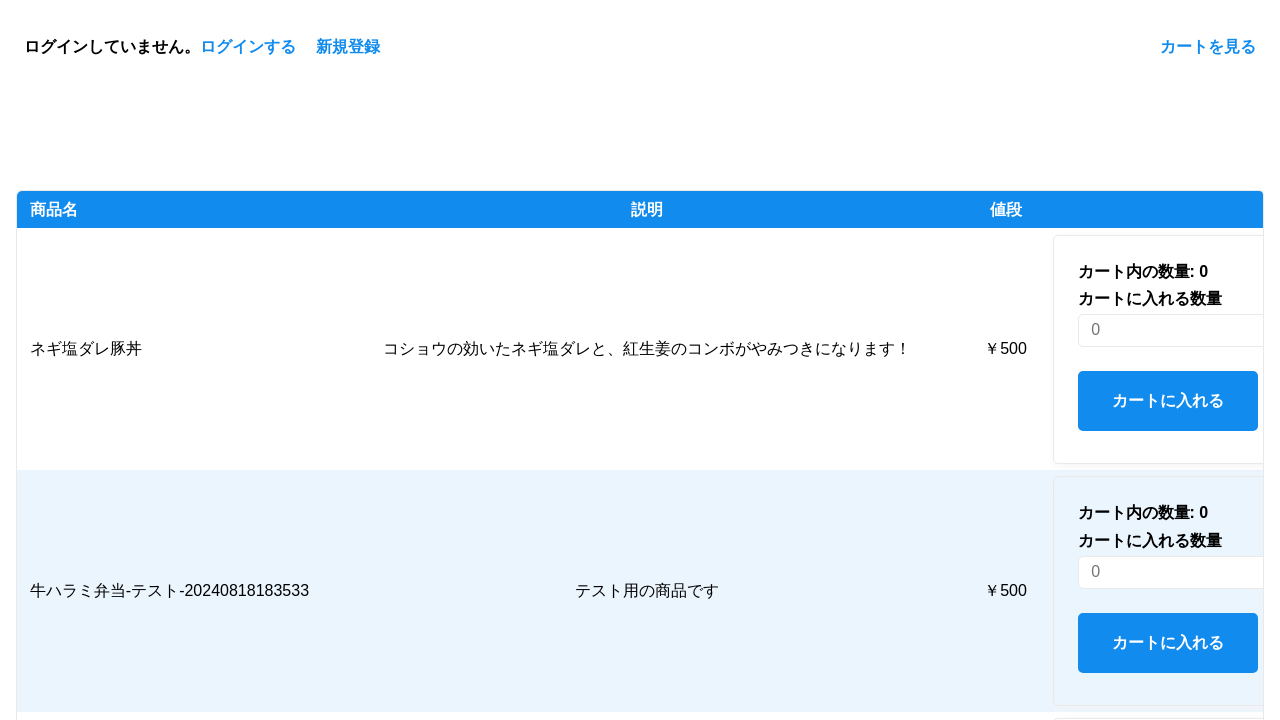 ログインしていません。ログインする 新規登録 カートを見る
商品名 説明 値段
カート内の数量: 0
カートに入れる数量
0
ネギ塩ダレ豚丼 コショウの効いたネギ塩ダレと、紅生姜のコンボがやみつきになります！ ￥500
カートに入れる
カート内の数量: 0
カートに入れる数量
0
牛ハラミ弁当-テスト-20240818183533 テスト用の商品です ￥500
カートに入れる